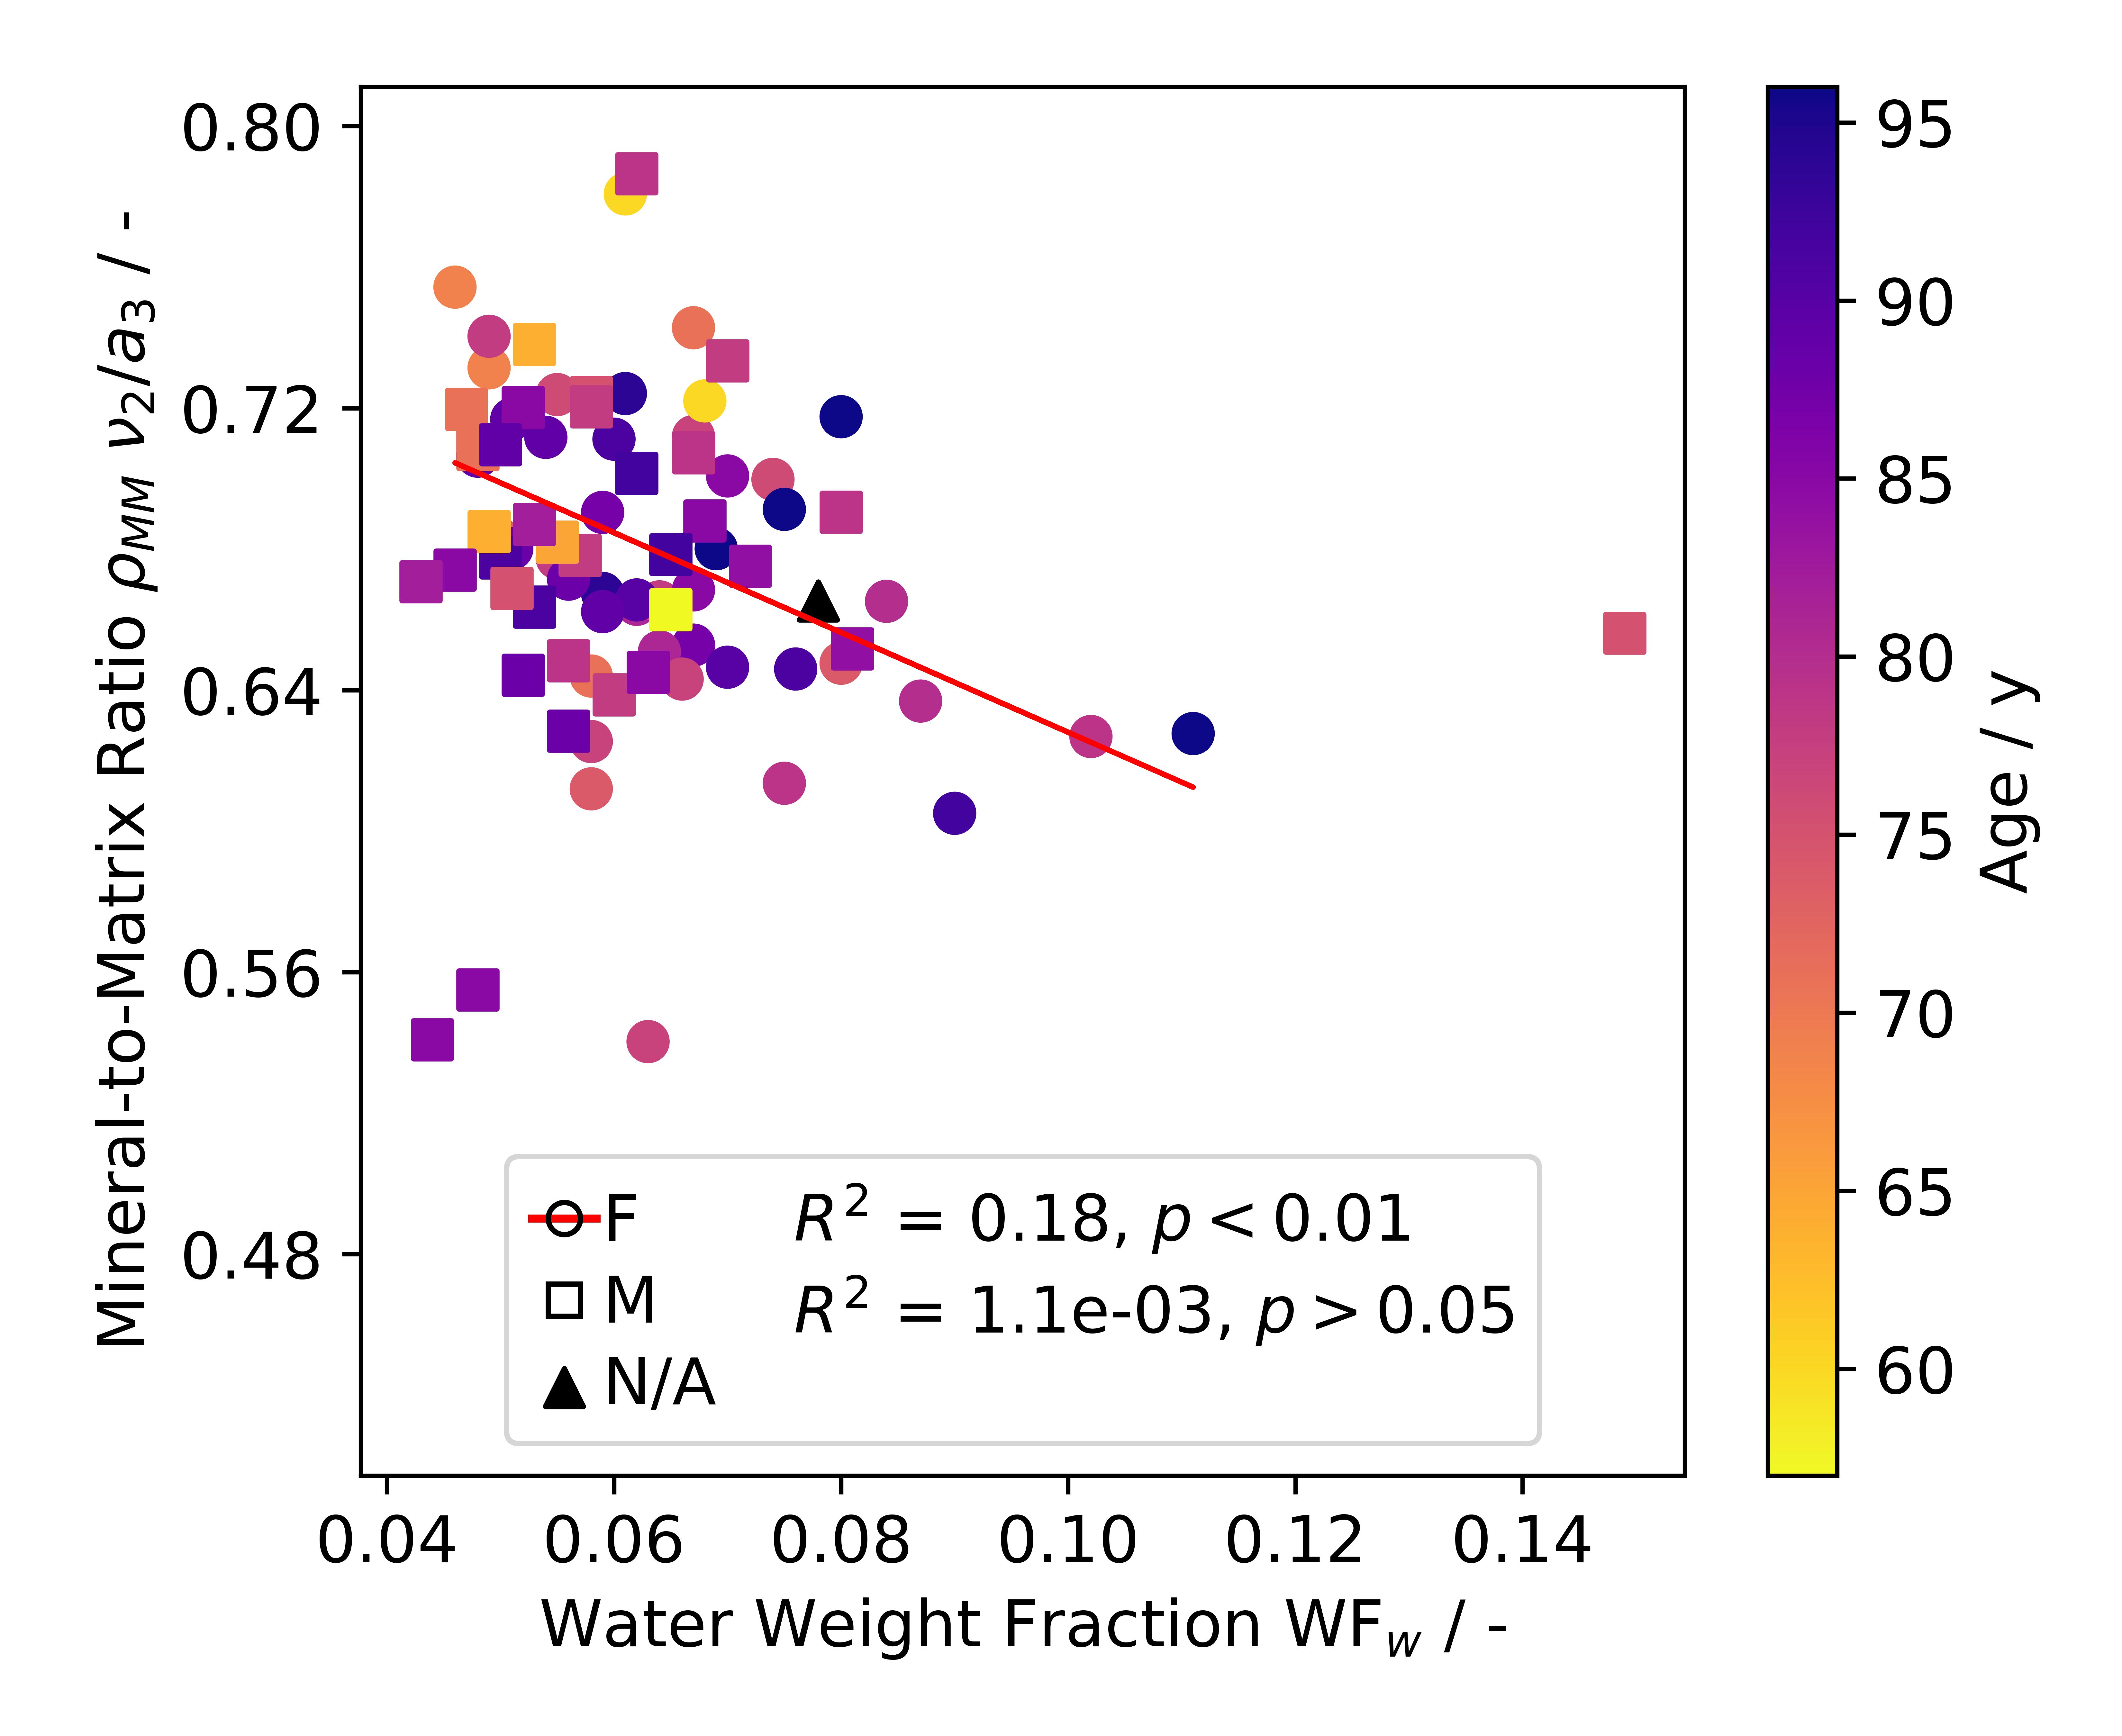 Mineral-to-Matrix Ratio ρMM ν2/a3 / -
0.80
0.72
0.64
0.56
0.48
F R² = 0.18, p < 0.01
M R² = 1.1e-03, p > 0.05
N/A
0.04 0.06 0.08 0.10 0.12 0.14
Water Weight Fraction WFw / -
95
90
85
80
75
70
65
60
Age / y